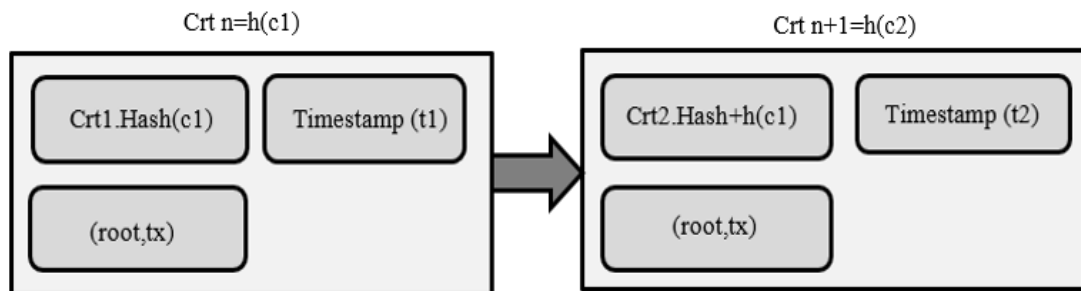 Crt n=h(c1)
Crt n+1=h(c2)
Crt1.Hash(c1)
Timestamp (t1)
(root,tx)
Crt2.Hash+h(c1)
Timestamp (t2)
(root,tx)